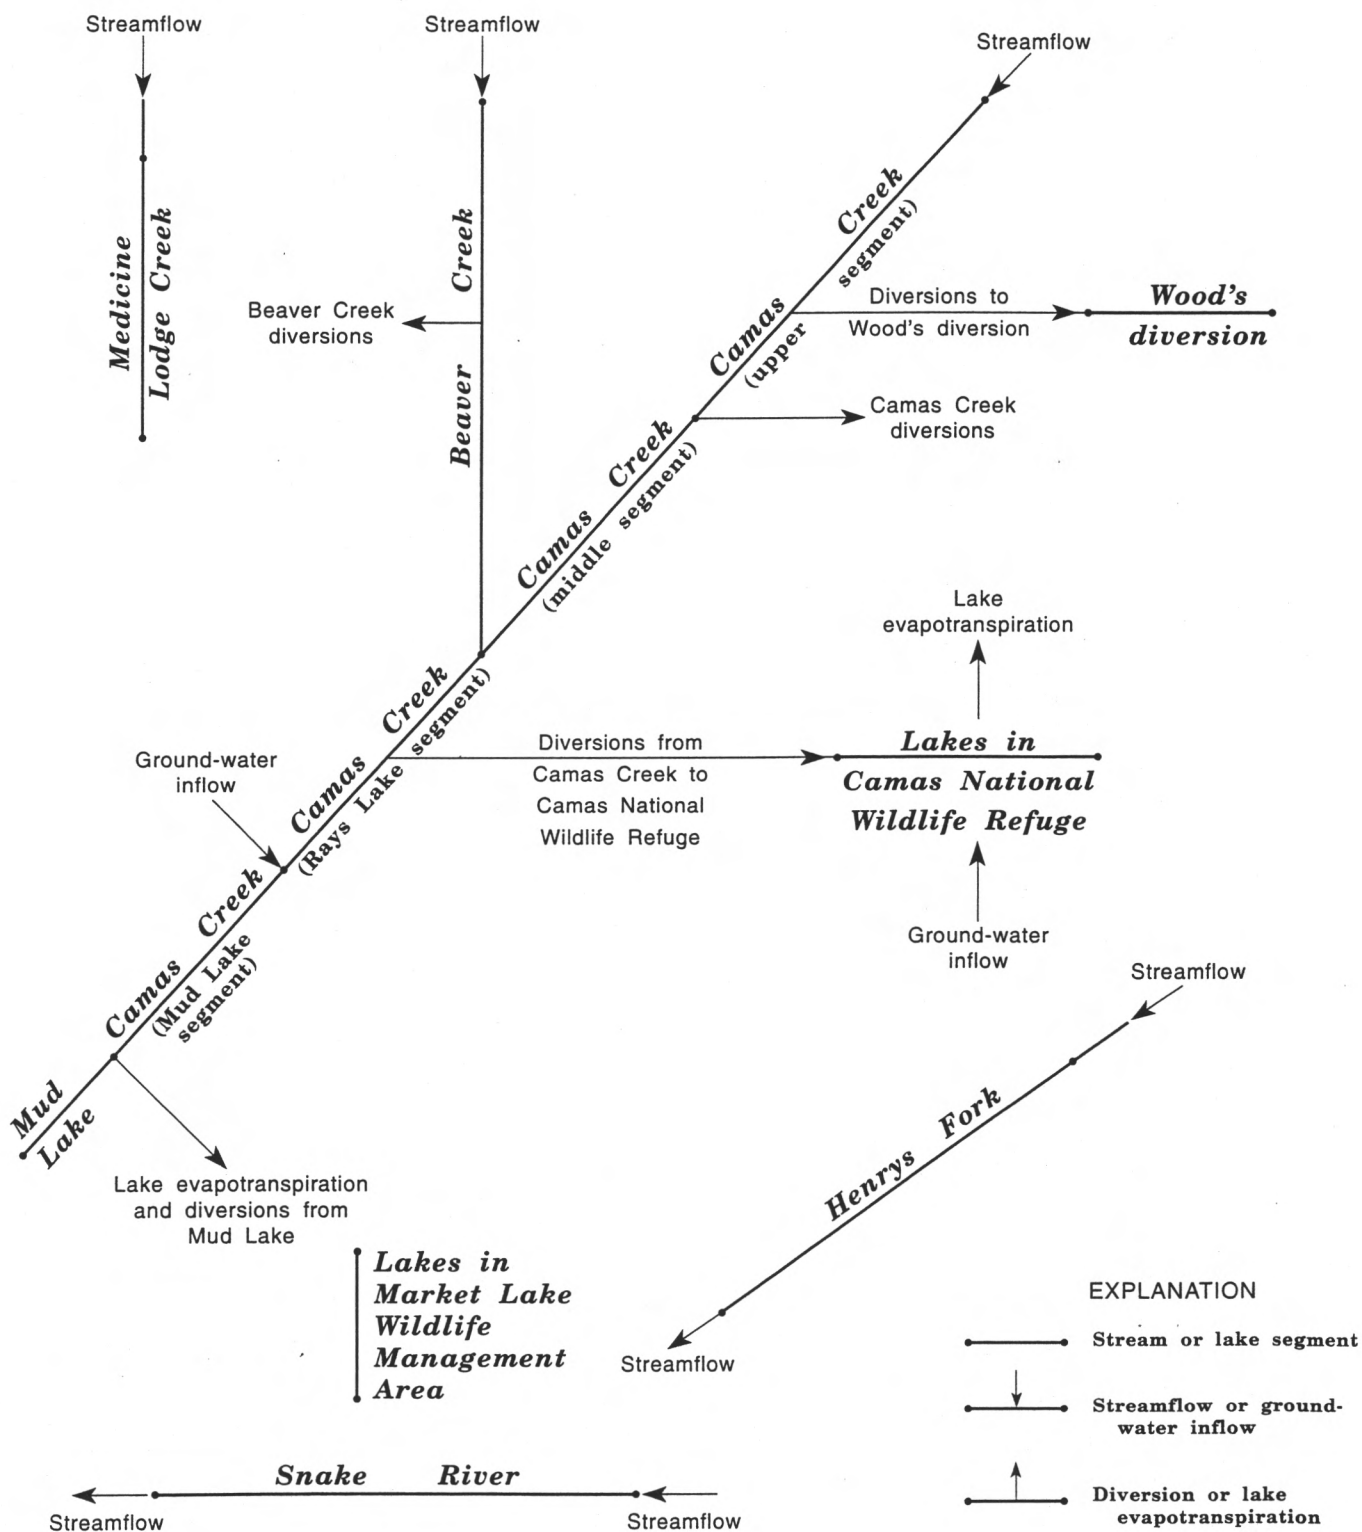 Streamflow
Streamflow
Streamflow
Medicine
Lodge Creek
Beaver Creek
Beaver Creek
diversions
Camas Creek
(upper segment)
Diversions to
Wood's diversion
Wood's
diversion
Camas Creek
diversions
Camas Creek
(middle segment)
Lake
evapotranspiration
Camas Creek
(Rays Lake segment)
Diversions from
Camas Creek to
Camas National
Wildlife Refuge
Lakes in
Camas National
Wildlife Refuge
Ground-water
inflow
Ground-water
inflow
Camas Creek
(Mud Lake
segment)
Mud
Lake
Lake evapotranspiration
and diversions from
Mud Lake
Streamflow
Henrys Fork
Streamflow
Lakes in
Market Lake
Wildlife
Management
Area
Snake River
Streamflow
Streamflow
EXPLANATION
Stream or lake segment
Streamflow or ground-
water inflow
Diversion or lake
evapotranspiration